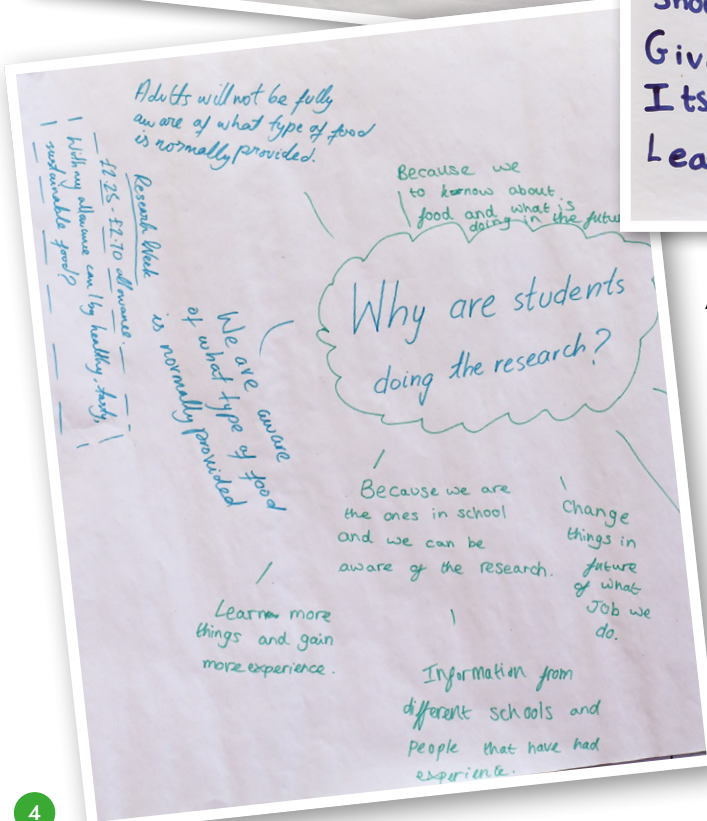 Adults will not be fully
aware of what type of food
is normally provided.
Because we
to know about
food and what is
doing in the futu
Why are students
doing the research?
Research Week
£2.25 - £2.70 allowance.
With my allowance can I by healthy, tasty,
sustainable food?
We are aware
of what type of food
is normally provided
Because we are
the ones in school
and we can be
aware of the research.
Change
things in
future
of what
Job we
do.
Learn more
things and gain
more experience.
Information from
different schools and
people that have had
experience.
Giv
Its
Lea
4